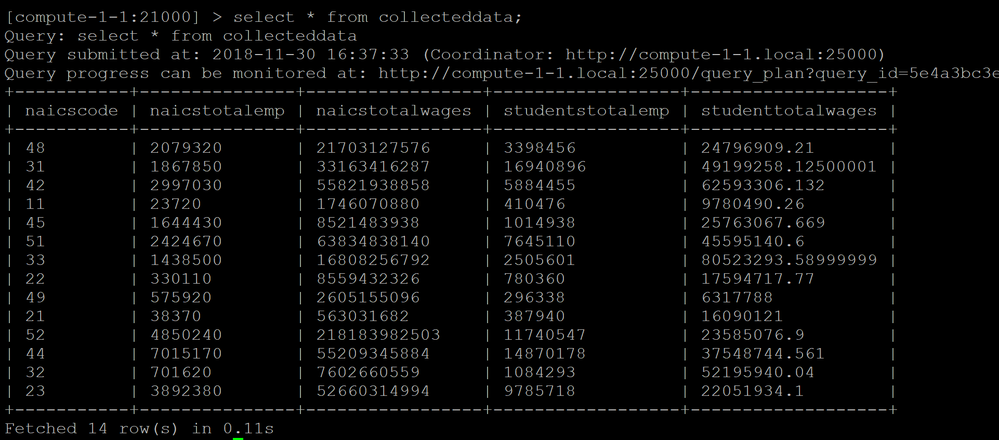 [compute-1-1:21000] > select * from collecteddata;
Query: select * from collecteddata
Query submitted at: 2018-11-30 16:37:33 (Coordinator: http://compute-1-1.local:25000)
Query progress can be monitored at: http://compute-1-1.local:25000/query_plan?query_id=5e4a3bc3e
+-----------+---------------+-----------------+------------------+-------------------+
| naicscode | naicstotalemp | naicstotalwages | studentstotalemp | studenttotalwages |
+-----------+---------------+-----------------+------------------+-------------------+
| 48        | 2079320       | 21703127576     | 3398456          | 24796909.21       |
| 31        | 1867850       | 33163416287     | 16940896         | 49199258.12500001 |
| 42        | 2997030       | 55821938858     | 5884455          | 62593306.132      |
| 11        | 23720         | 1746070880      | 410476           | 9780490.26        |
| 45        | 1644430       | 8521483938      | 1014938          | 25763067.669      |
| 51        | 2424670       | 63834838140     | 7645110          | 45595140.6        |
| 33        | 1438500       | 16808256792     | 2505601          | 80523293.58999999 |
| 22        | 330110        | 8559432326      | 780360           | 17594717.77       |
| 49        | 575920        | 2605155096      | 296338           | 6317788           |
| 21        | 38370         | 563031682       | 387940           | 16090121          |
| 52        | 4850240       | 218183982503    | 11740547         | 23585076.9        |
| 44        | 7015170       | 55209345884     | 14870178         | 37548744.561      |
| 32        | 701620        | 7602660559      | 1084293          | 52195940.04       |
| 23        | 3892380       | 52660314994     | 9785718          | 22051934.1        |
+-----------+---------------+-----------------+------------------+-------------------+
Fetched 14 row(s) in 0.11s